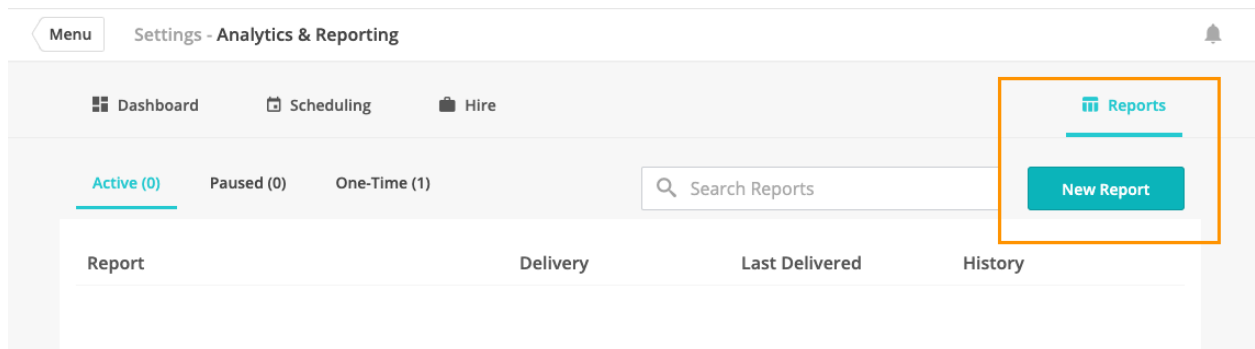 Menu Settings - Analytics & Reporting
Dashboard Scheduling Hire Reports
Active (0) Paused (0) One-Time (1) Search Reports New Report
Report Delivery Last Delivered History